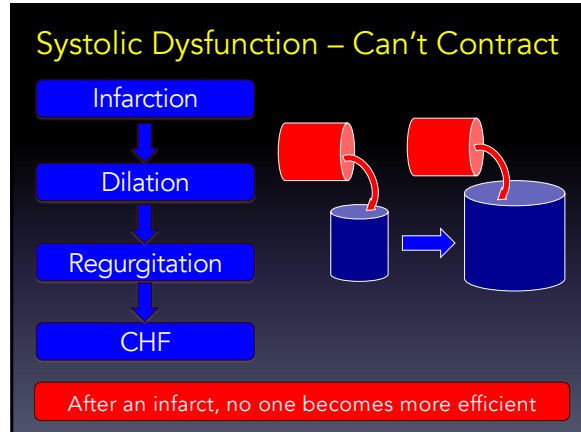 Systolic Dysfunction – Can't Contract
Infarction
Dilation
Regurgitation
CHF
After an infarct, no one becomes more efficient